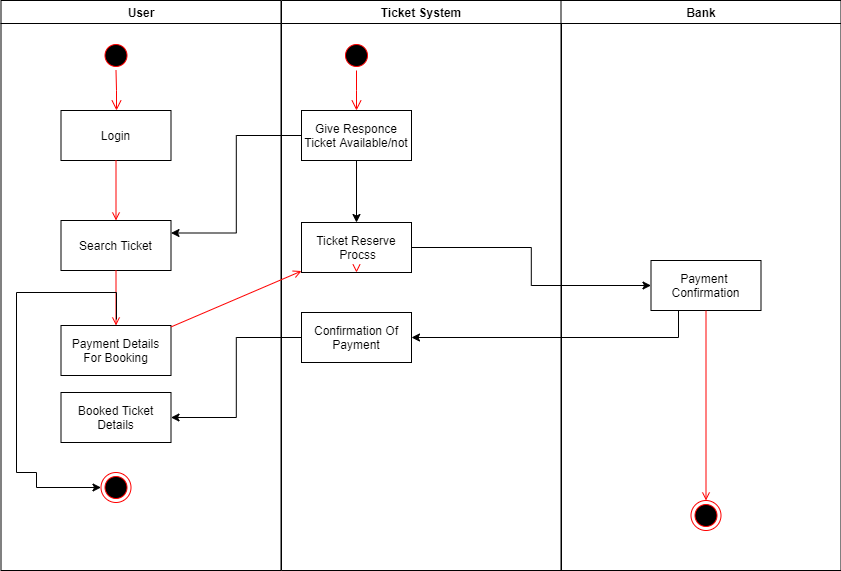 User
Ticket System
Bank
Login
Give Responce
Ticket Available/not
Search Ticket
Ticket Reserve
Procss
Payment
Confirmation
Payment Details
For Booking
Confirmation Of
Payment
Booked Ticket
Details